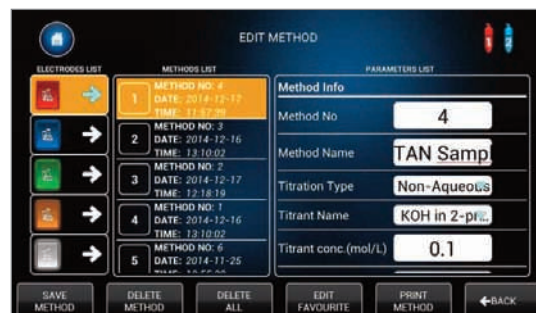 EDIT METHOD
1 2
ELECTRODES LIST
METHODS LIST
PARAMETERS LIST
1
METHOD NO: 4
DATE: 2014-12-17
TIME: 11:57:29
2
METHOD NO: 3
DATE: 2014-12-16
TIME: 13:10:02
3
METHOD NO: 2
DATE: 2014-12-17
TIME: 12:18:19
4
METHOD NO: 1
DATE: 2014-12-16
TIME: 13:10:02
5
METHOD NO: 6
DATE: 2014-11-25
Method Info
Method No 4
Method Name TAN Sampl
Titration Type Non-Aqueous
Titrant Name KOH in 2-pr...
Titrant conc.(mol/L) 0.1
SAVE
METHOD
DELETE
METHOD
DELETE
ALL
EDIT
FAVOURITE
PRINT
METHOD
BACK